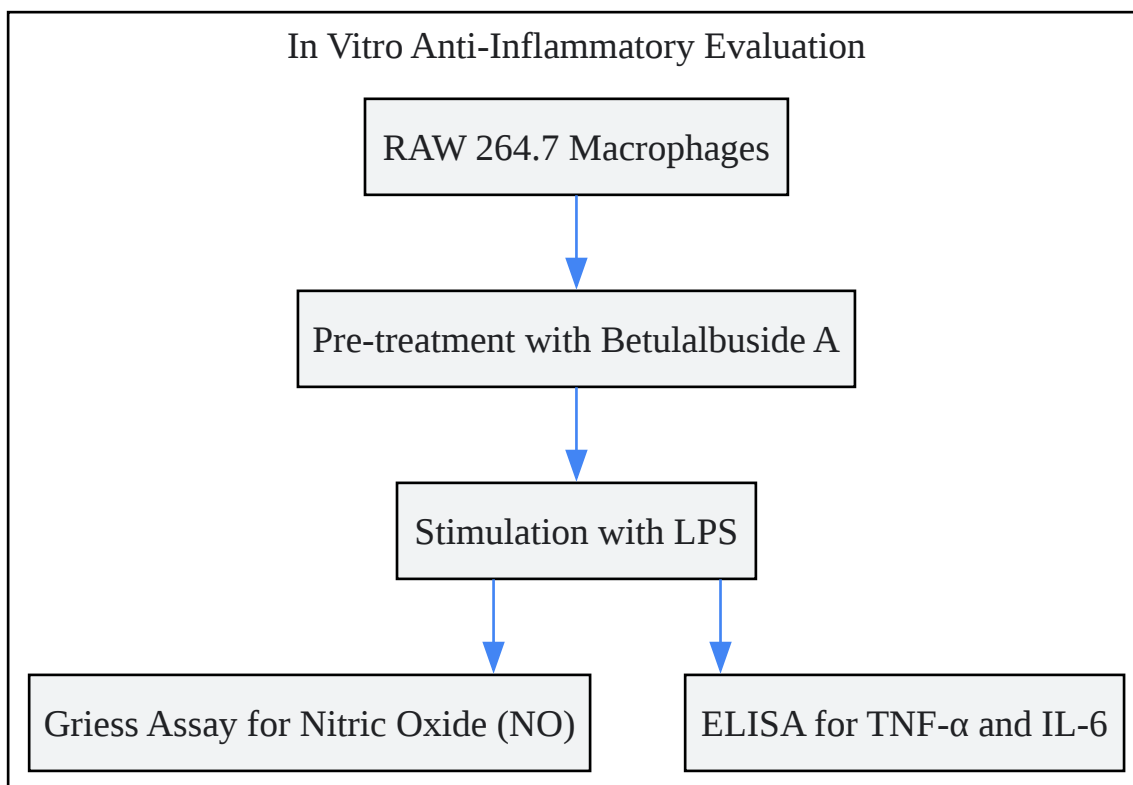 In Vitro Anti-Inflammatory Evaluation
RAW 264.7 Macrophages
Pre-treatment with Betulalbuside A
Stimulation with LPS
Griess Assay for Nitric Oxide (NO)
ELISA for TNF-α and IL-6